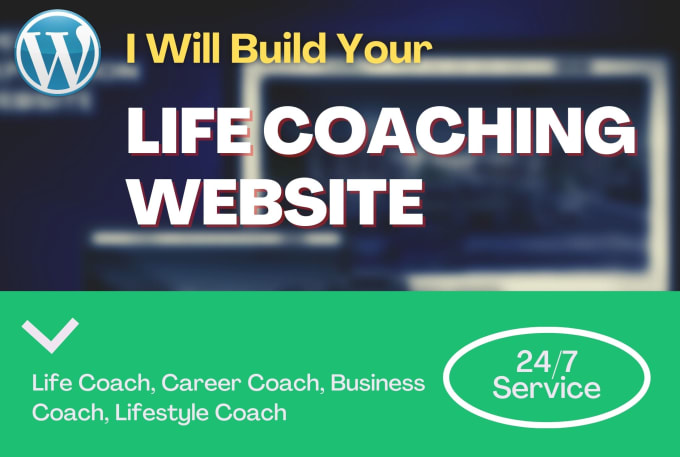 I Will Build Your
LIFE COACHING
WEBSITE
Life Coach, Career Coach, Business
Coach, Lifestyle Coach
24/7
Service